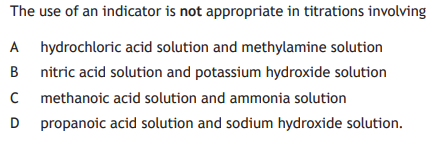 The use of an indicator is not appropriate in titrations involving
A hydrochloric acid solution and methylamine solution
B nitric acid solution and potassium hydroxide solution
C methanoic acid solution and ammonia solution
D propanoic acid solution and sodium hydroxide solution.